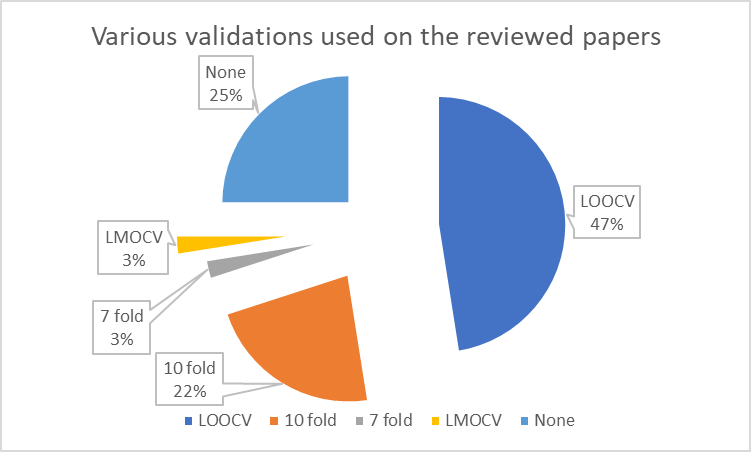 Various validations used on the reviewed papers
None
25%
LOOCV
47%
LMOCV
3%
7 fold
3%
10 fold
22%
LOOCV 10 fold 7 fold LMOCV None